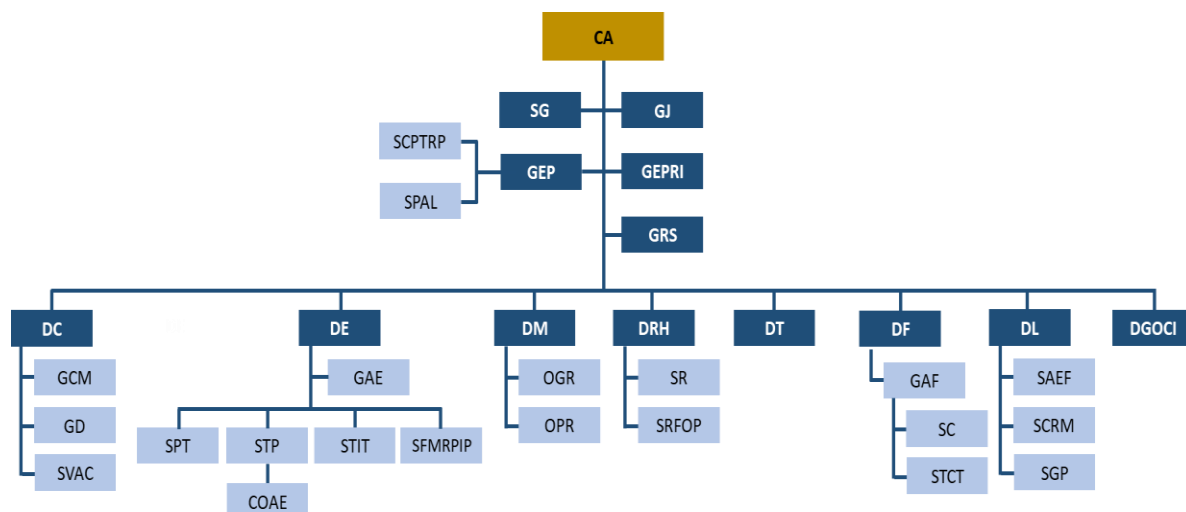 CA
SG
GJ
SCPTRP
GEP
GEPRI
SPAL
GRS
DC
DE
DM
DRH
DT
DF
DL
DGOCI
GCM
GAE
OGR
SR
GAF
SAEF
GD
SPT
STP
STIT
SFMRPIP
OPR
SRFOP
SC
SCRM
SVAC
COAE
STCT
SGP